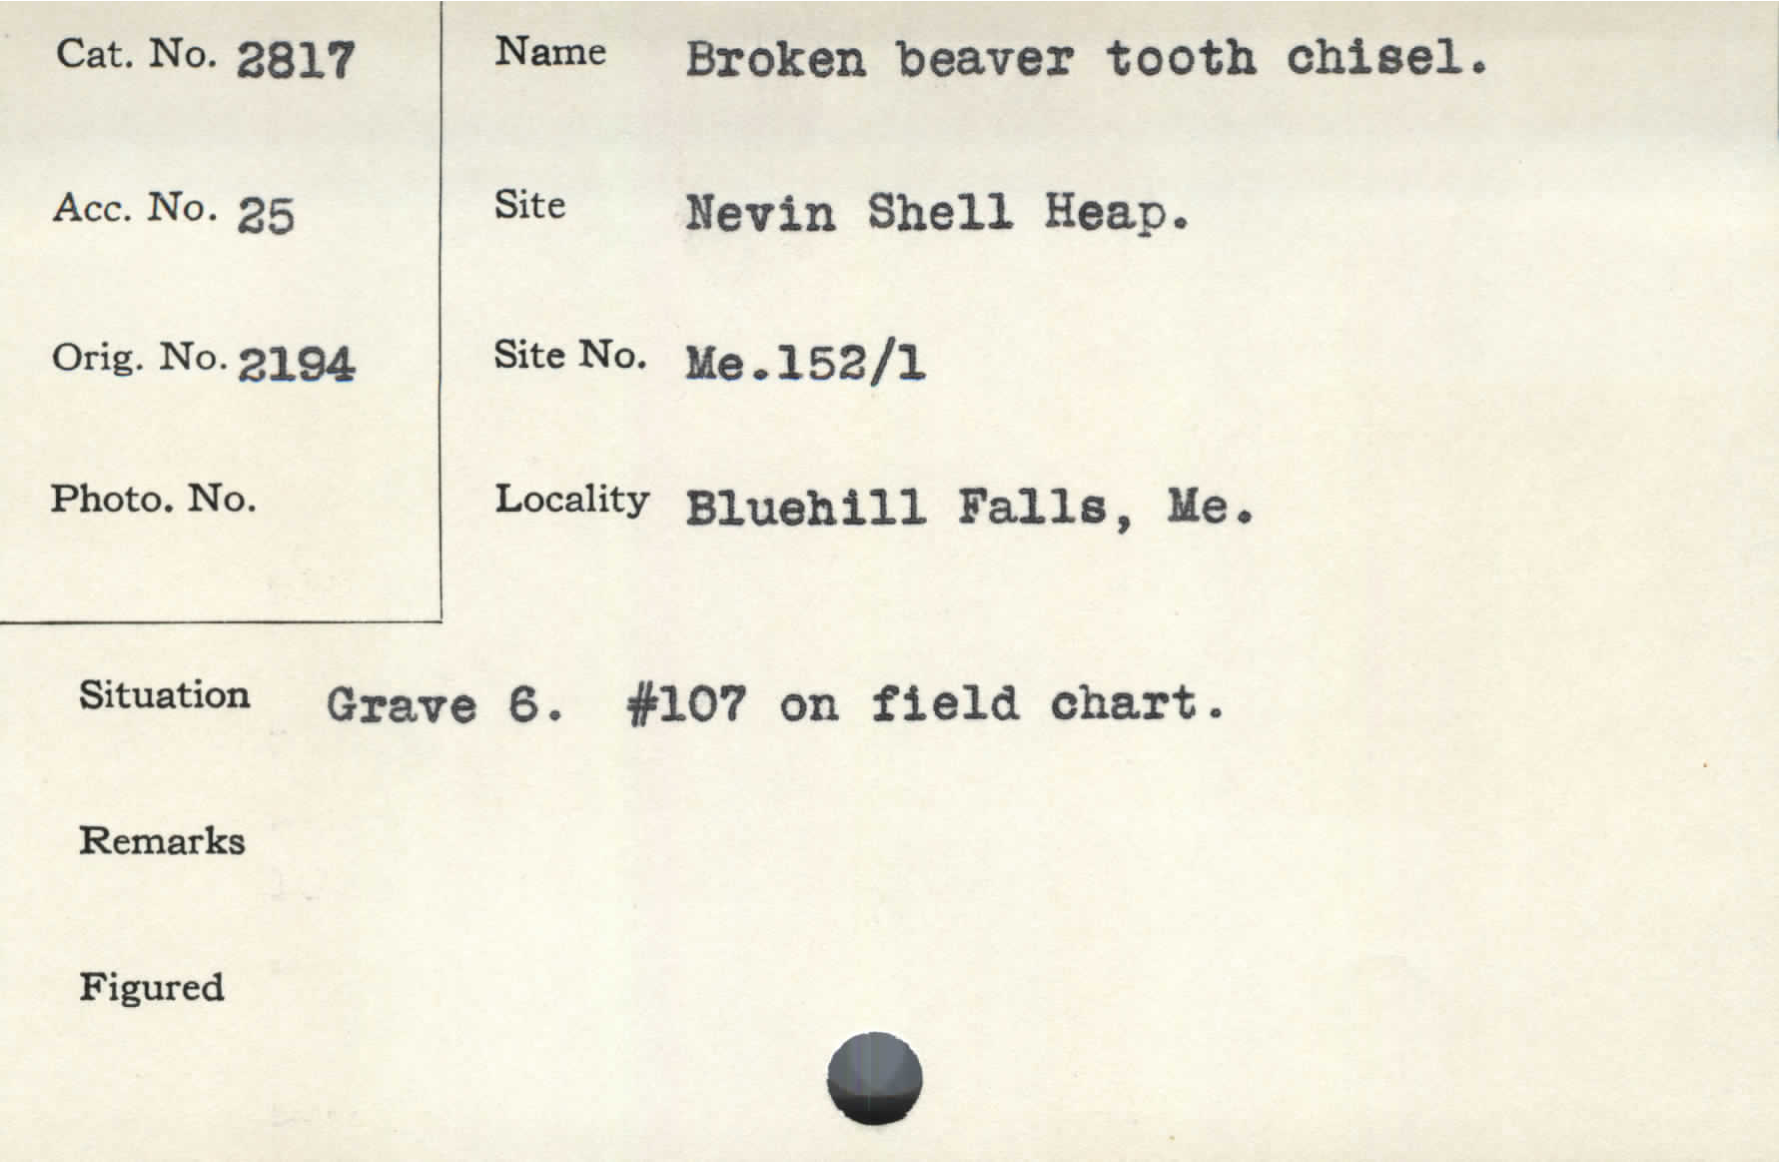 Cat. No. 2817
Name Broken beaver tooth chisel.
Acc. No. 25
Site Nevin Shell Heap.
Orig. No. 2194
Site No. Me.152/1
Photo. No.
Locality Bluehill Falls, Me.
Situation Grave 6. #107 on field chart.
Remarks
Figured